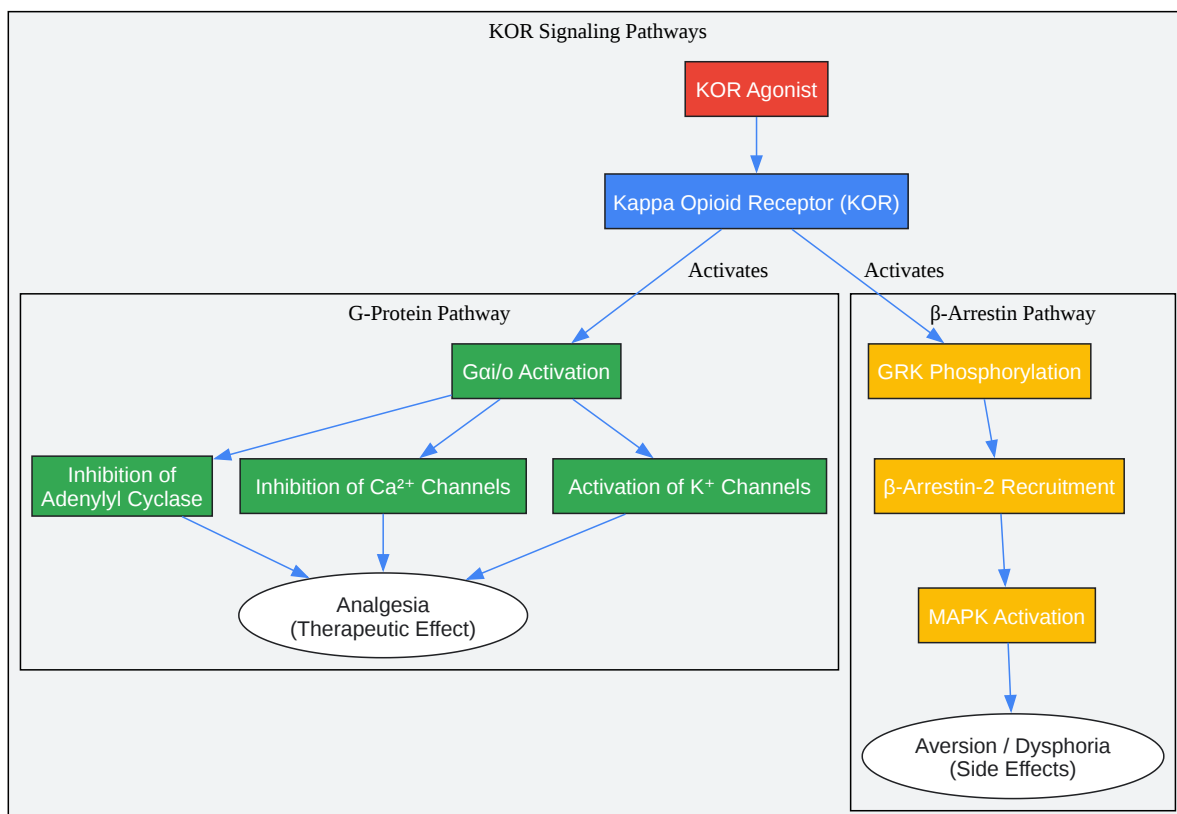 KOR Signaling Pathways
KOR Agonist
Kappa Opioid Receptor (KOR)
Activates
Activates
G-Protein Pathway
β-Arrestin Pathway
Gαi/o Activation
GRK Phosphorylation
Inhibition of
Adenylyl Cyclase
Inhibition of Ca²⁺ Channels
Activation of K⁺ Channels
β-Arrestin-2 Recruitment
Analgesia
(Therapeutic Effect)
MAPK Activation
Aversion / Dysphoria
(Side Effects)